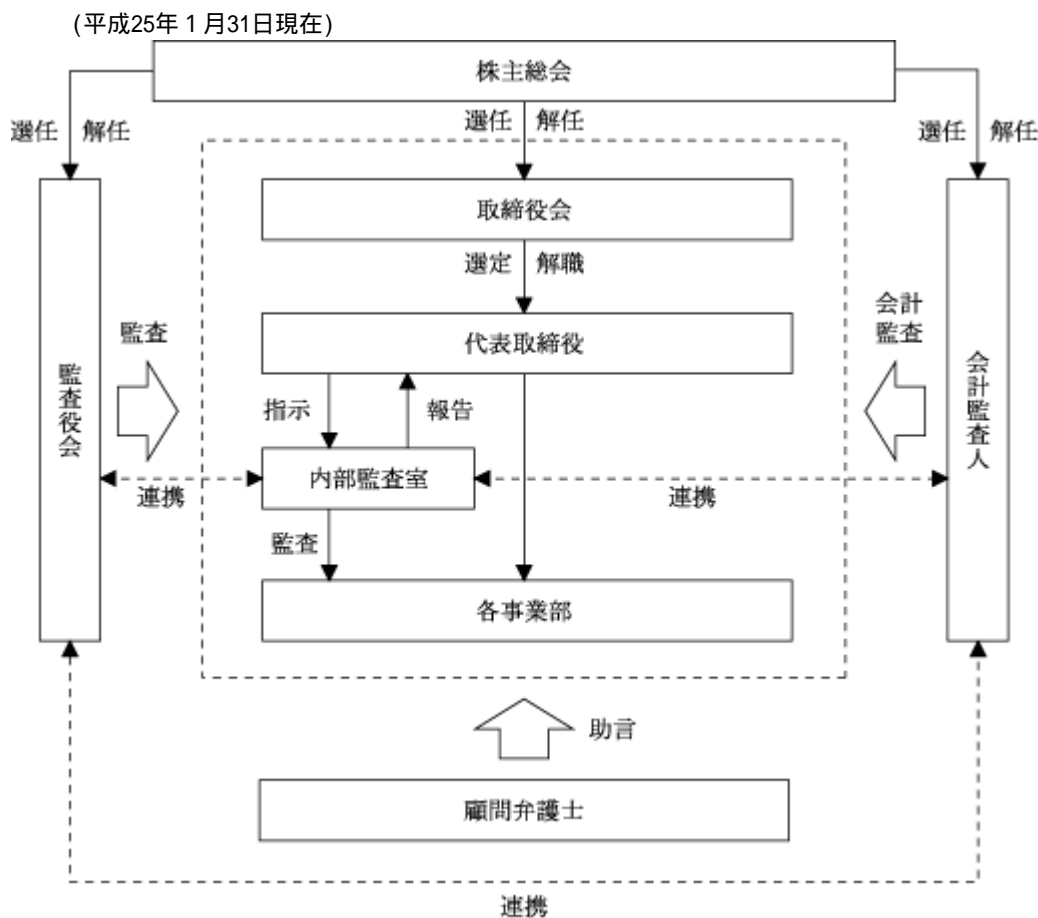 (平成25年１月31日現在)
株主総会
選任 解任
選任 解任
選任 解任
取締役会
選定 解職
監査
会計
監査
代表取締役
監査役会
会計監査人
指示
報告
内部監査室
連携
連携
監査
各事業部
助言
顧問弁護士
連携